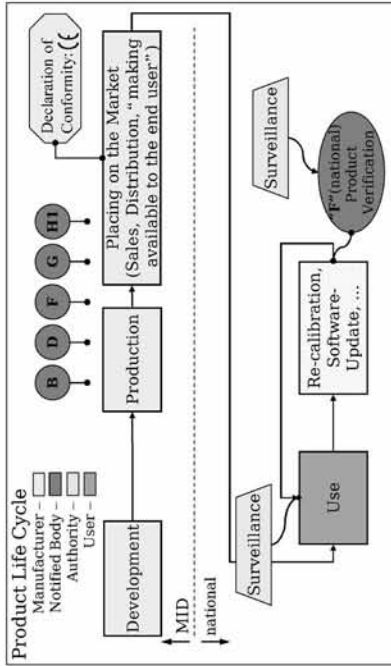 Product Life Cycle
Manufacturer –
Notified Body –
Authority –
User –
B
D
F
G
H1
Declaration of
Conformity: CE
Development
Production
Placing on the Market
(Sales, Distribution, “making
available to the end user”)
MID
national
Surveillance
Use
Re-calibration,
Software-
Update, ...
Surveillance
"F"(national)
Product
Verification